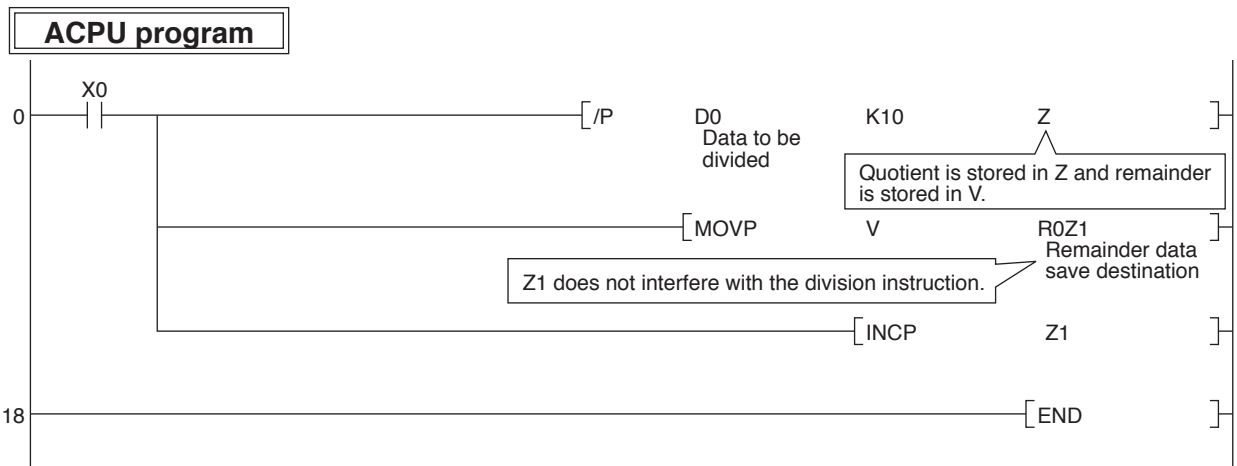 ACPU program
X0
0
/P D0 K10 Z
Data to be
divided
Quotient is stored in Z and remainder
is stored in V.
MOVP V R0Z1
Remainder data
save destination
Z1 does not interfere with the division instruction.
INCP Z1
18
END